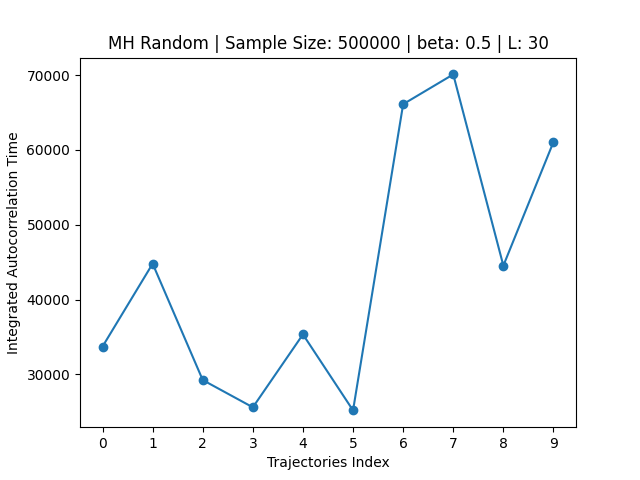 MH Random | Sample Size: 500000 | beta: 0.5 | L: 30
70000
60000
50000
40000
30000
Integrated Autocorrelation Time
0 1 2 3 4 5 6 7 8 9
Trajectories Index